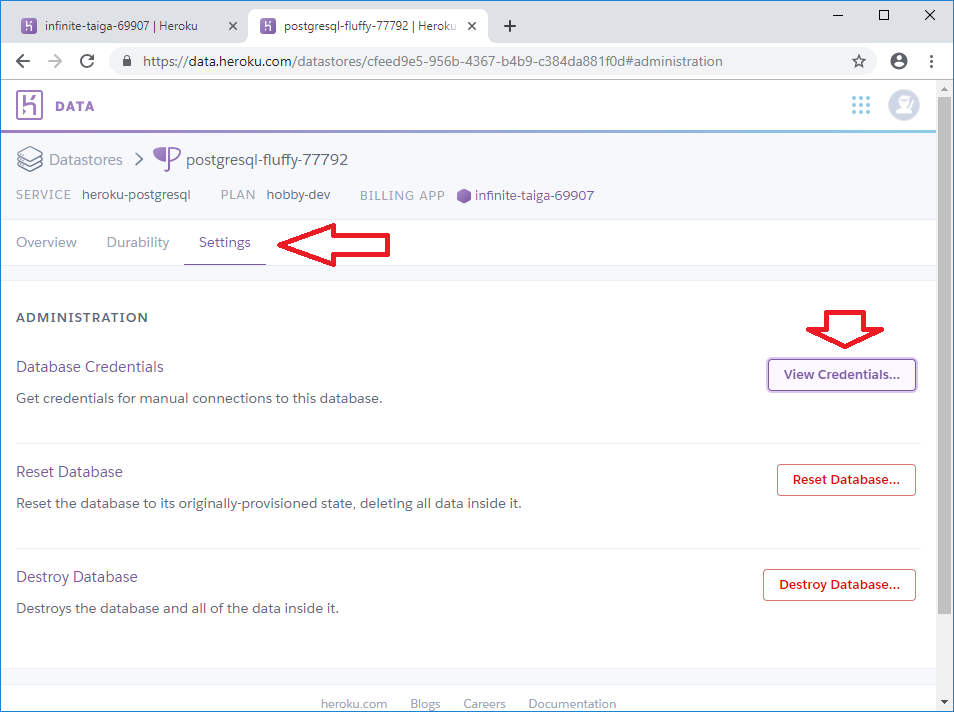 infinite-taiga-69907 | Heroku
postgresql-fluffy-77792 | Heroku
https://data.heroku.com/datastores/cfeed9e5-956b-4367-b4b9-c384da881f0d#administration
DATA
Datastores > postgresql-fluffy-77792
SERVICE heroku-postgresql PLAN hobby-dev BILLING APP infinite-taiga-69907
Overview Durability Settings
ADMINISTRATION
Database Credentials
View Credentials...
Get credentials for manual connections to this database.
Reset Database
Reset Database...
Reset the database to its originally-provisioned state, deleting all data inside it.
Destroy Database
Destroy Database...
Destroys the database and all of the data inside it.
heroku.com Blogs Careers Documentation